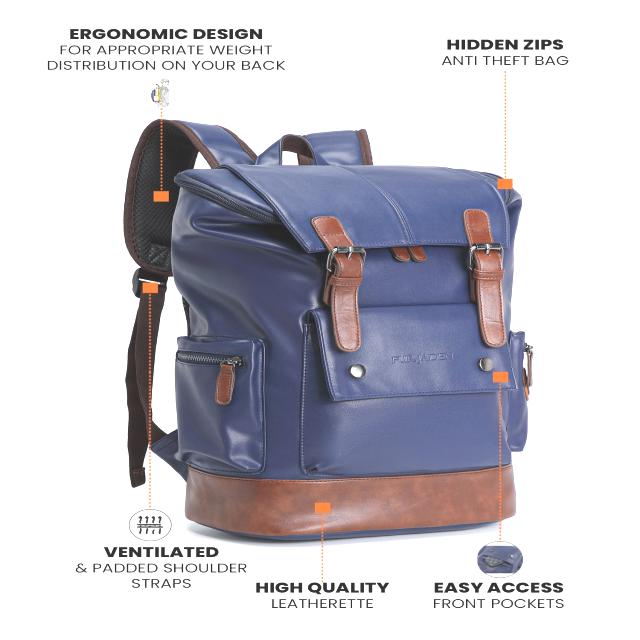 ERGONOMIC DESIGN
FOR APPROPRIATE WEIGHT
DISTRIBUTION ON YOUR BACK
HIDDEN ZIPS
ANTI THEFT BAG
VENTILATED
& PADDED SHOULDER
STRAPS
HIGH QUALITY
LEATHERETTE
EASY ACCESS
FRONT POCKETS